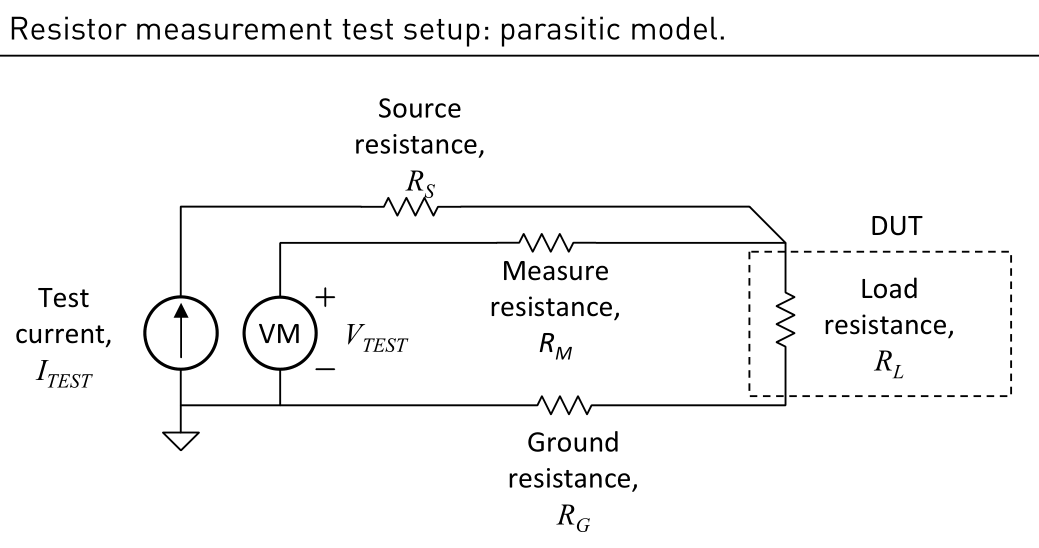 Resistor measurement test setup: parasitic model.
Source
resistance,
R_S
DUT
Measure
resistance,
R_M
Load
resistance,
R_L
Test
current,
I_TEST
VM
+
V_TEST
−
Ground
resistance,
R_G